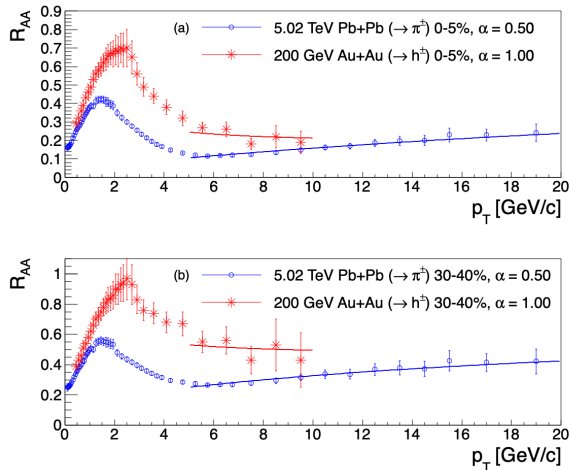 R_AA
0.9
0.8
0.7
0.6
0.5
0.4
0.3
0.2
0.1
(a)
5.02 TeV Pb+Pb (→ π±) 0-5%, α = 0.50
200 GeV Au+Au (→ h±) 0-5%, α = 1.00
0 2 4 6 8 10 12 14 16 18 20
p_T [GeV/c]
R_AA
1
0.8
0.6
0.4
0.2
0
(b)
5.02 TeV Pb+Pb (→ π±) 30-40%, α = 0.50
200 GeV Au+Au (→ h±) 30-40%, α = 1.00
0 2 4 6 8 10 12 14 16 18 20
p_T [GeV/c]